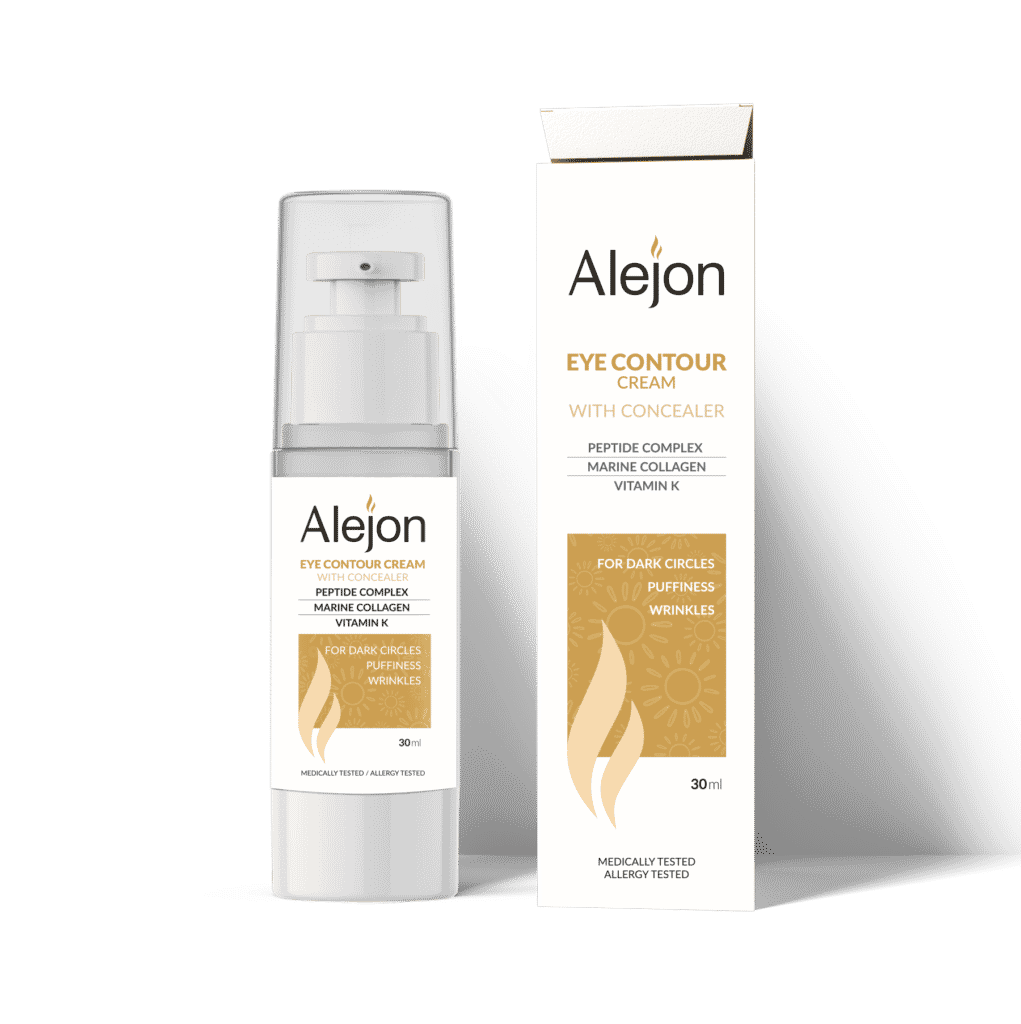 Alejon
EYE CONTOUR CREAM
WITH CONCEALER
PEPTIDE COMPLEX
MARINE COLLAGEN
VITAMIN K
FOR DARK CIRCLES
PUFFINESS
WRINKLES
30ml
MEDICALLY TESTED / ALLERGY TESTED
Alejon
EYE CONTOUR
CREAM
WITH CONCEALER
PEPTIDE COMPLEX
MARINE COLLAGEN
VITAMIN K
FOR DARK CIRCLES
PUFFINESS
WRINKLES
30ml
MEDICALLY TESTED
ALLERGY TESTED